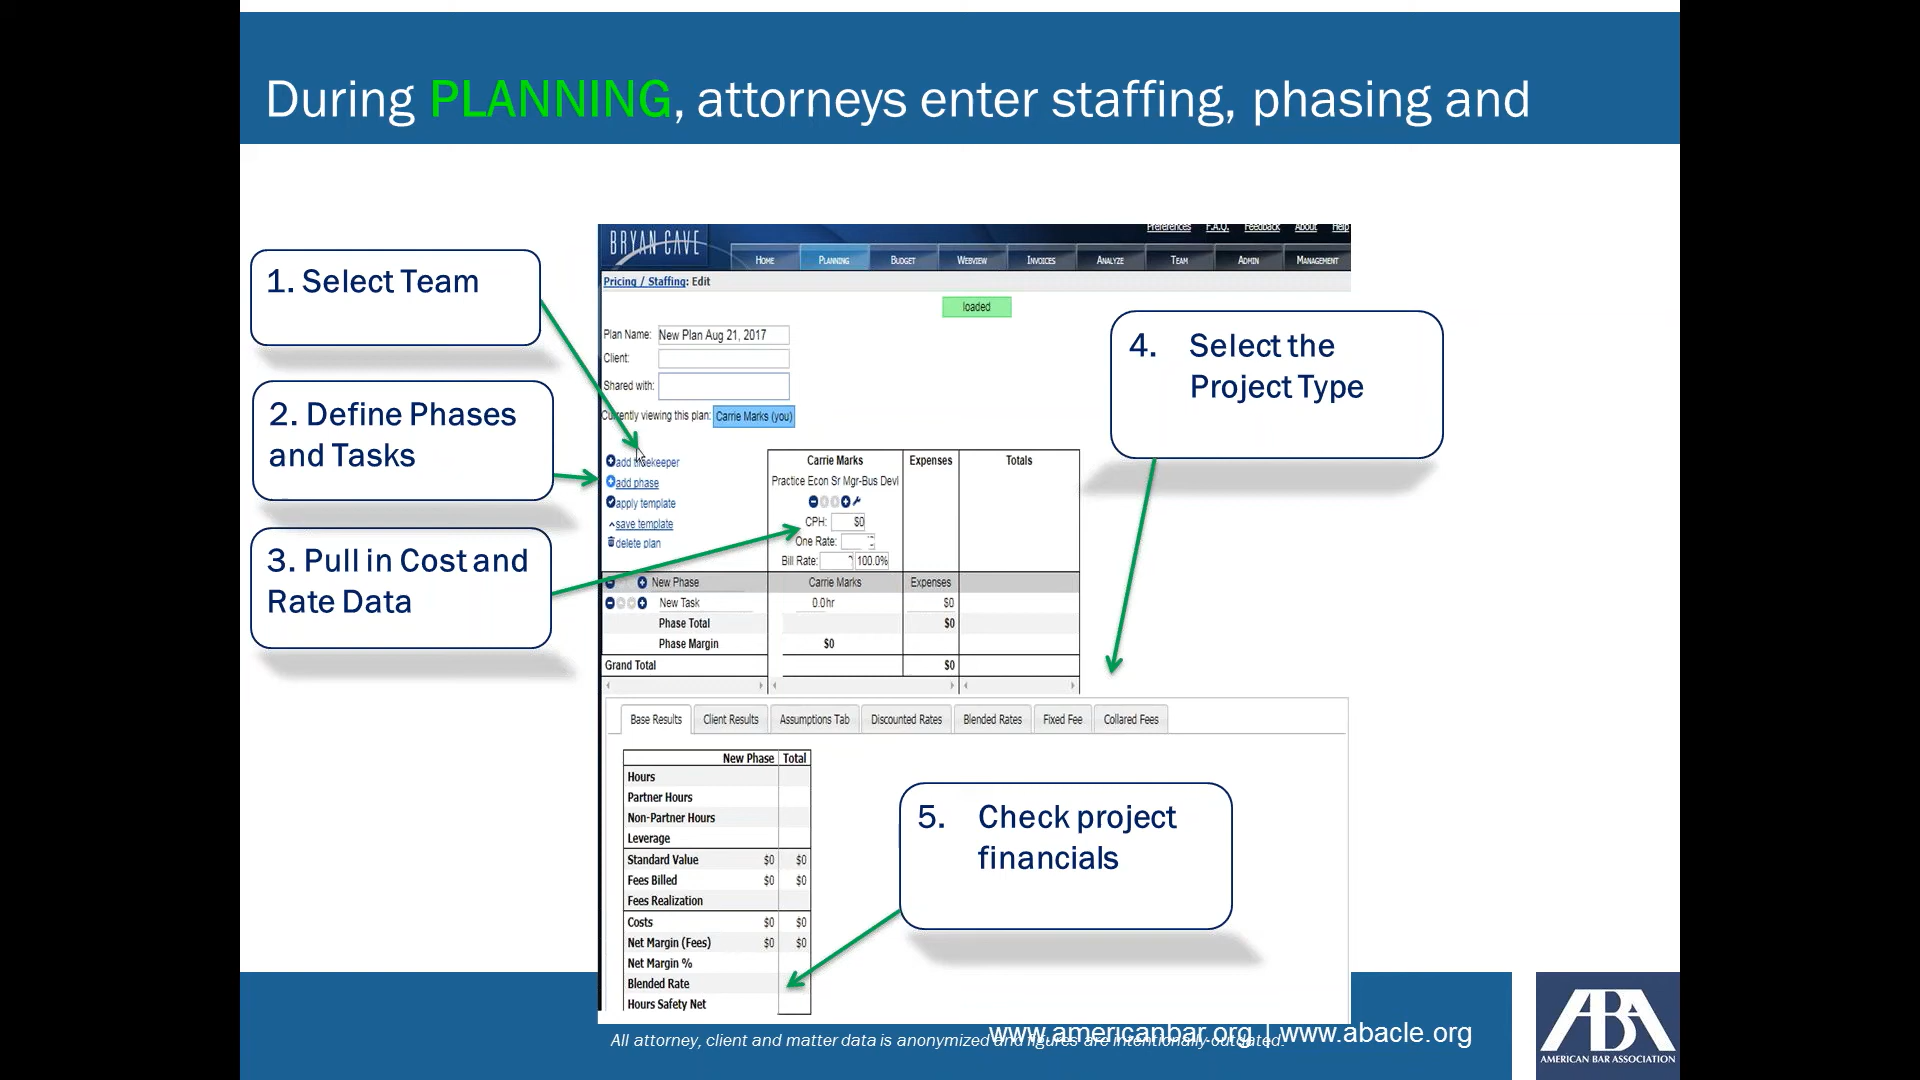 During PLANNING, attorneys enter staffing, phasing and
1. Select Team
2. Define Phases
and Tasks
3. Pull in Cost and
Rate Data
4. Select the
Project Type
5. Check project
financials
BRYAN CAVE
Preferences F.A.Q. Feedback About Help
HOME PLANNING BUDGET WEBVIEW INVOICES ANALYZE TEAM ADMIN MANAGEMENT
Pricing / Staffing: Edit
loaded
Plan Name: New Plan Aug 21, 2017
Client:
Shared with:
Currently viewing this plan: Carrie Marks (you)
add timekeeper
add phase
apply template
save template
delete plan
Carrie Marks Expenses Totals
Practice Econ Sr Mgr-Bus Devl
CPH: $0
One Rate:
Bill Rate: 100.0%
New Phase Carrie Marks Expenses
New Task 0.0hr $0
Phase Total $0
Phase Margin $0
Grand Total $0
Base Results Client Results Assumptions Tab Discounted Rates Blended Rates Fixed Fee Collared Fees
New Phase Total
Hours
Partner Hours
Non-Partner Hours
Leverage
Standard Value $0 $0
Fees Billed $0 $0
Fees Realization
Costs $0 $0
Net Margin (Fees) $0 $0
Net Margin %
Blended Rate
Hours Safety Net
www.americanbar.org | www.abacle.org
All attorney, client and matter data is anonymized and figures are intentionally outdated.
ABA
AMERICAN BAR ASSOCIATION